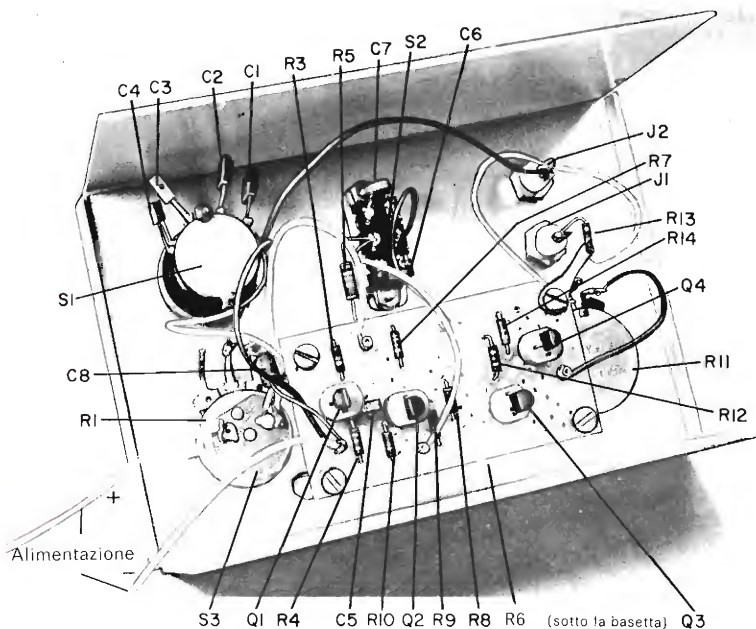 C4
C3
C2
C1
R3
R5
C7
S2
C6
J2
R7
J1
R13
R14
Q4
S1
C8
R1
R11
R12
+
Alimentazione
−
S3 Q1 R4 C5 R10 Q2 R9 R8 R6 (sotto la basetta) Q3